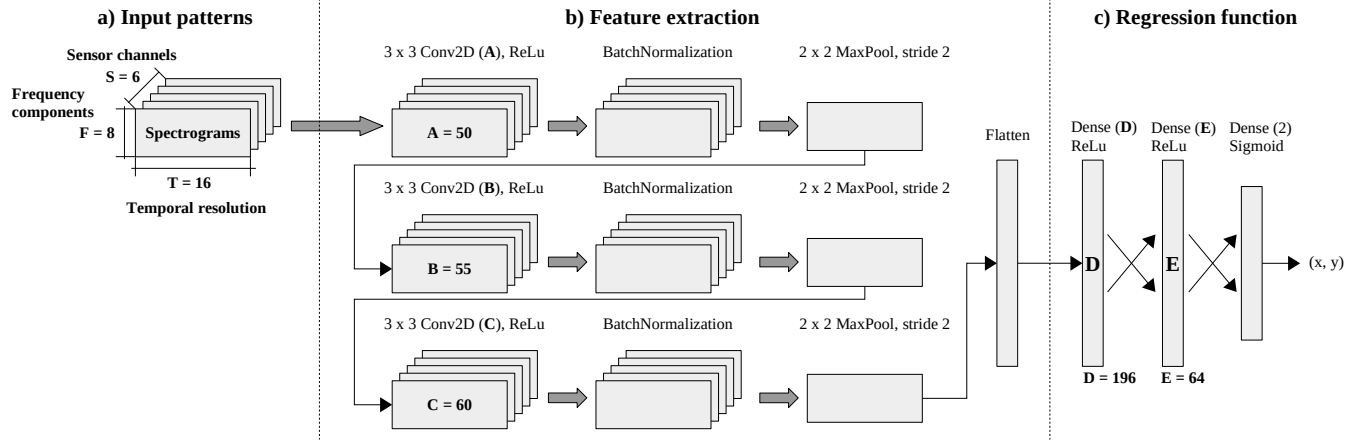 a) Input patterns
b) Feature extraction
c) Regression function
Sensor channels
S = 6
Frequency
components
F = 8
Spectrograms
T = 16
Temporal resolution
3 x 3 Conv2D (A), ReLu
BatchNormalization
2 x 2 MaxPool, stride 2
A = 50
3 x 3 Conv2D (B), ReLu
BatchNormalization
2 x 2 MaxPool, stride 2
B = 55
3 x 3 Conv2D (C), ReLu
BatchNormalization
2 x 2 MaxPool, stride 2
C = 60
Flatten
Dense (D)
ReLu
Dense (E)
ReLu
Dense (2)
Sigmoid
D
E
(x, y)
D = 196
E = 64